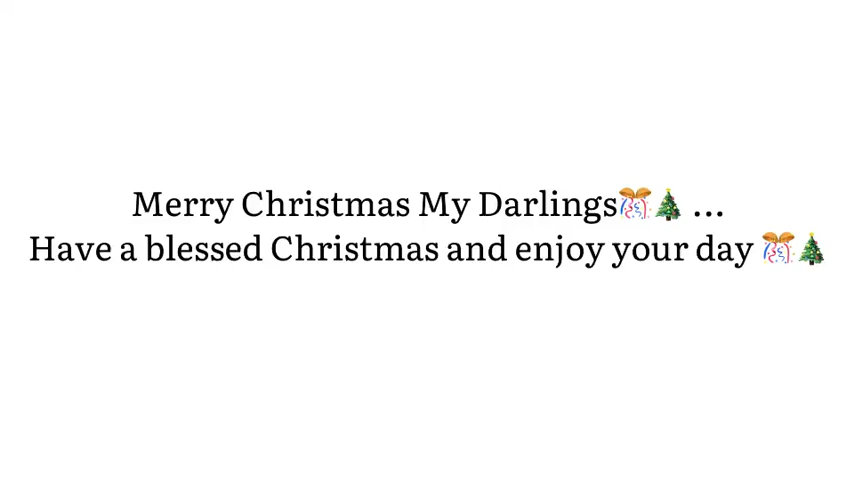 Merry Christmas My Darlings🎊🎄 ...
Have a blessed Christmas and enjoy your day 🎊🎄